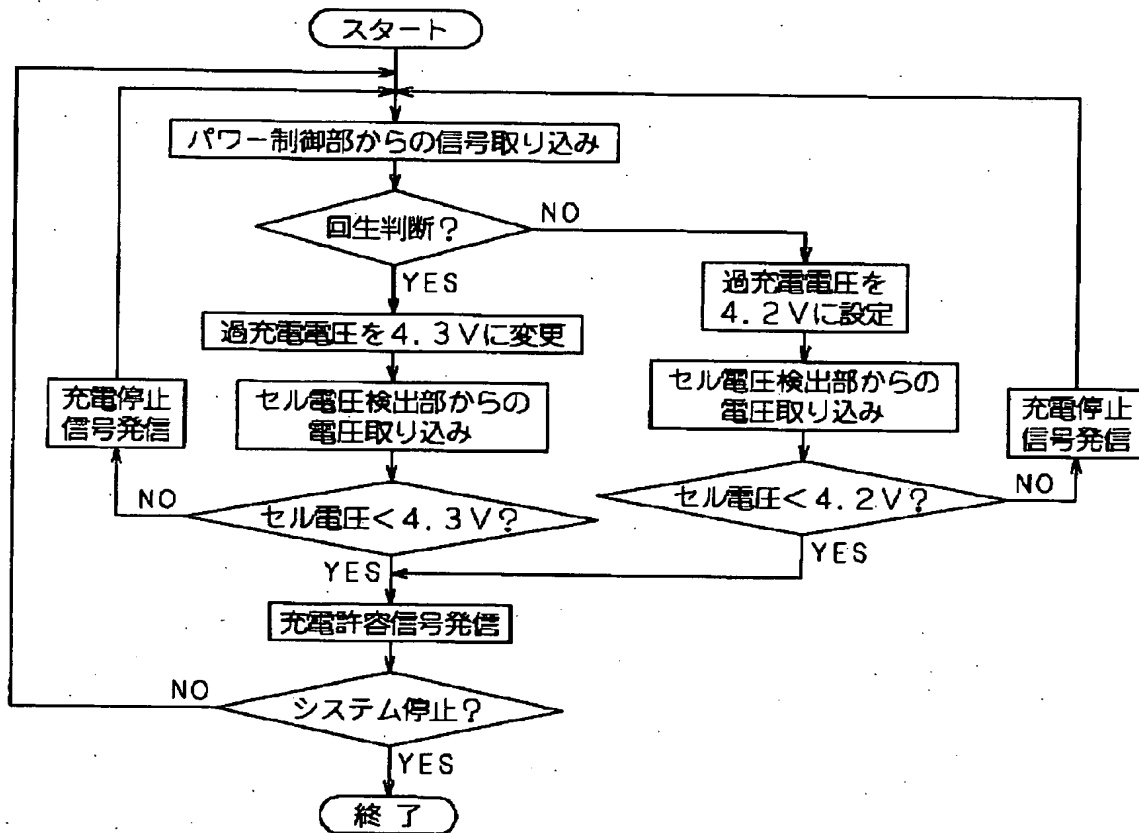 スタート
パワー制御部からの信号取り込み
回生判断?
NO
YES
過充電電圧を4.3Vに変更
過充電電圧を
4.2Vに設定
セル電圧検出部からの
電圧取り込み
セル電圧検出部からの
電圧取り込み
充電停止
信号発信
充電停止
信号発信
NO
セル電圧<4.3V?
セル電圧<4.2V?
NO
YES
YES
充電許容信号発信
NO
システム停止?
YES
終了